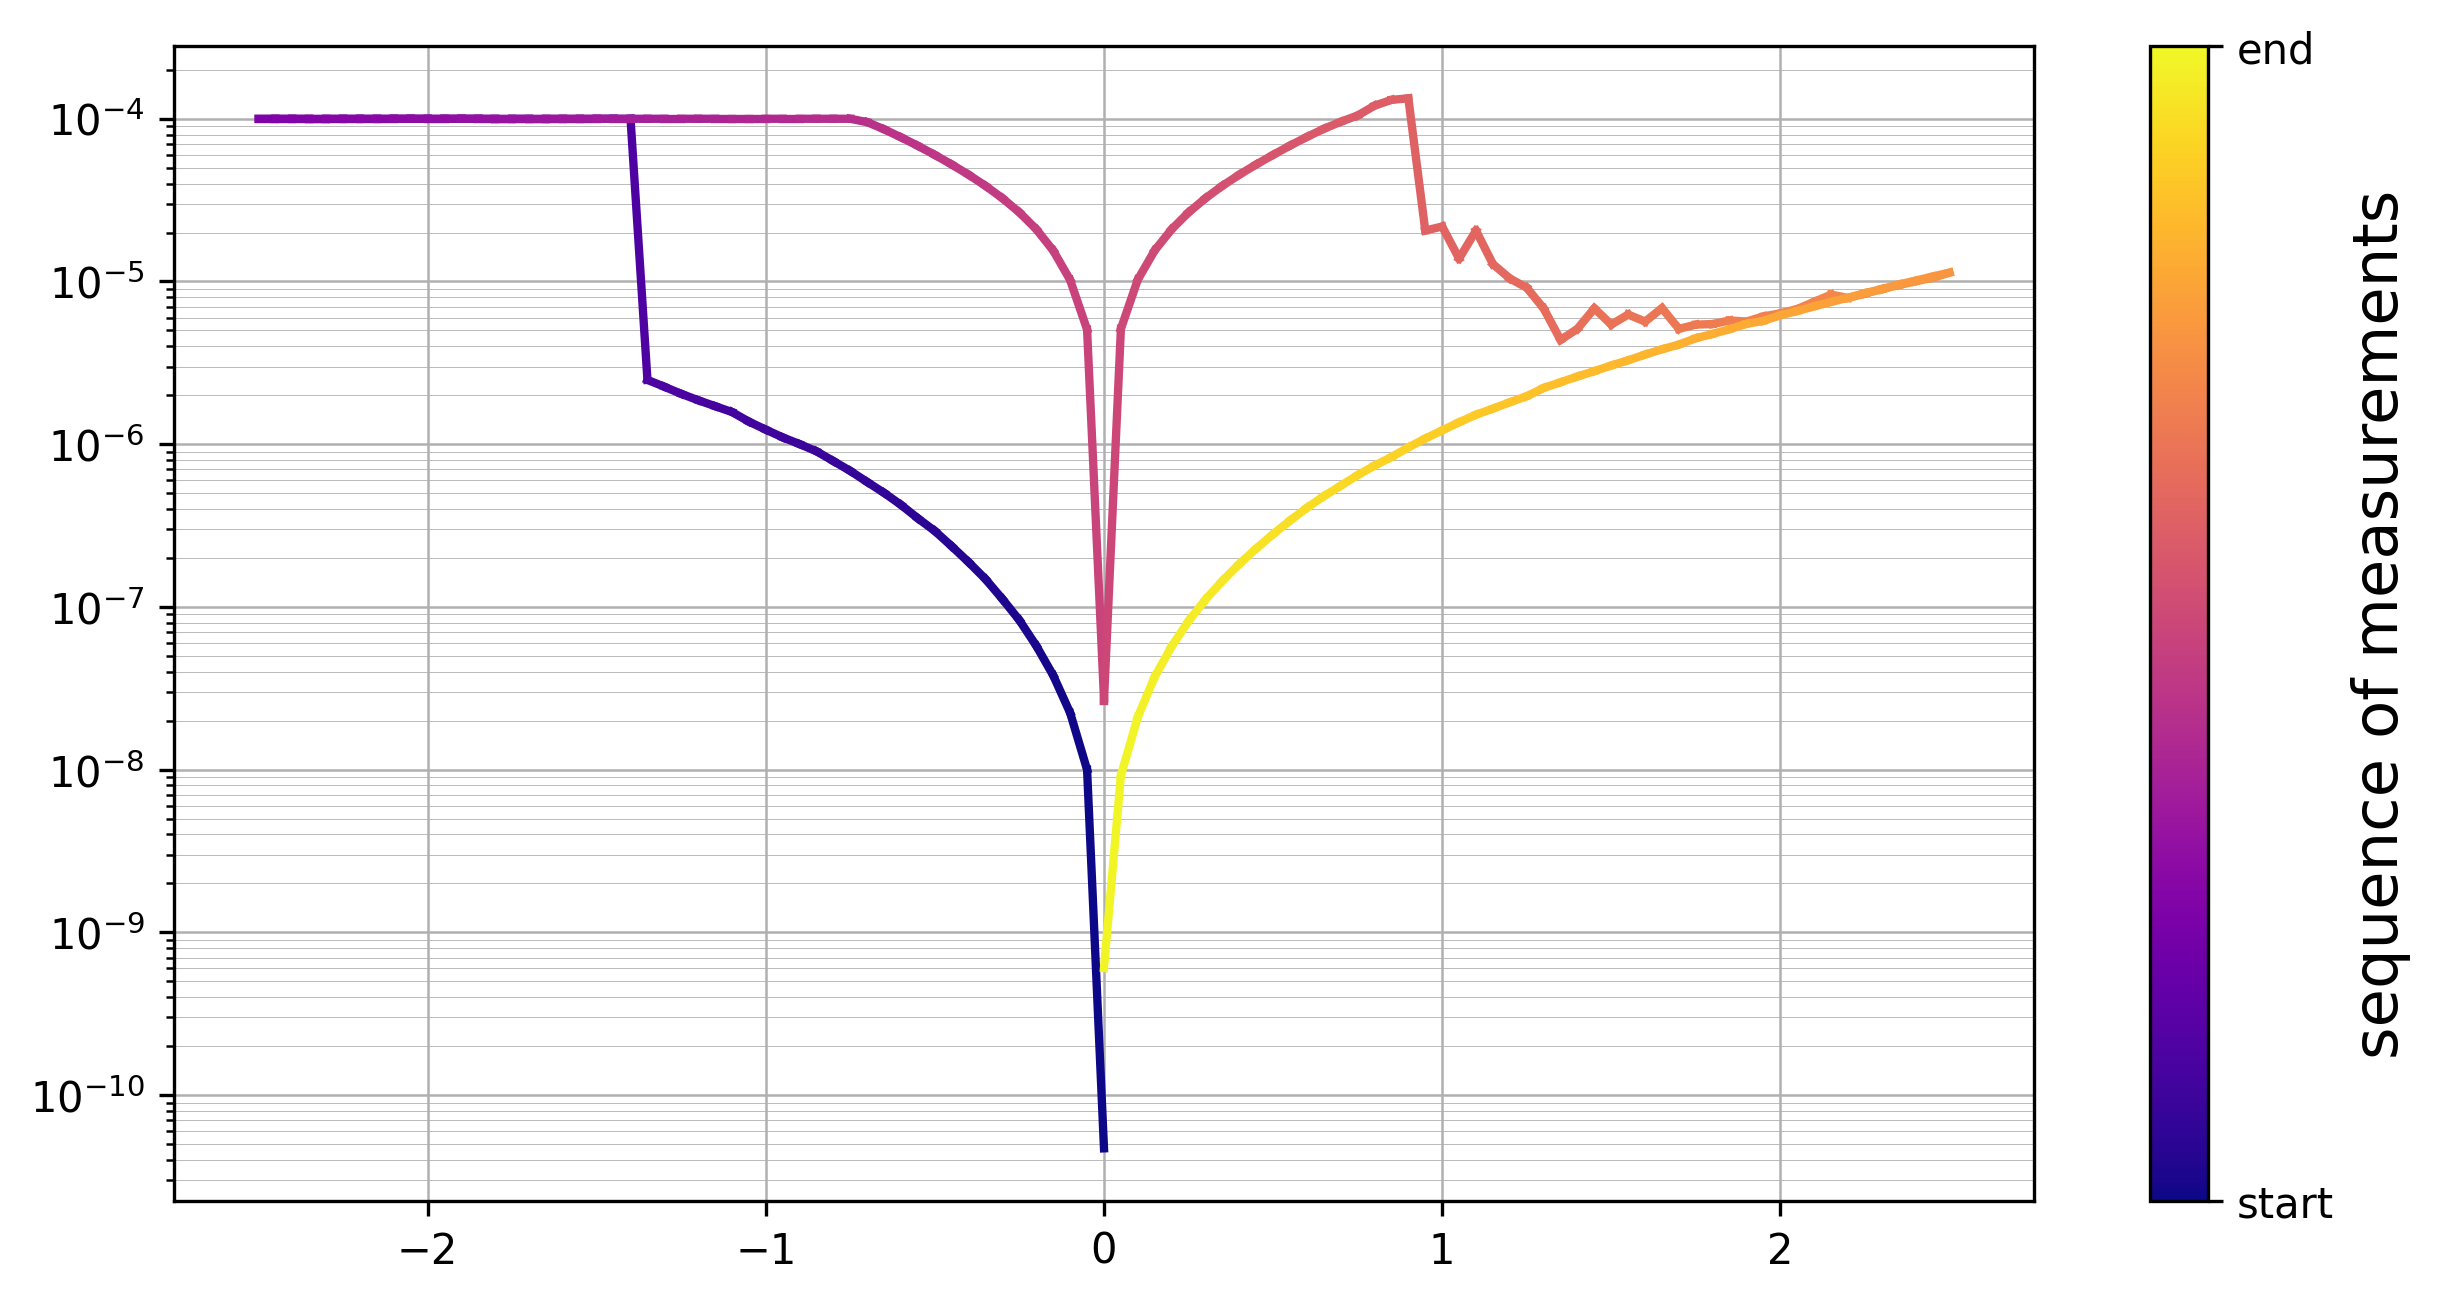 10⁻⁴
10⁻⁵
10⁻⁶
10⁻⁷
10⁻⁸
10⁻⁹
10⁻¹⁰
−2 −1 0 1 2
end
start
sequence of measurements